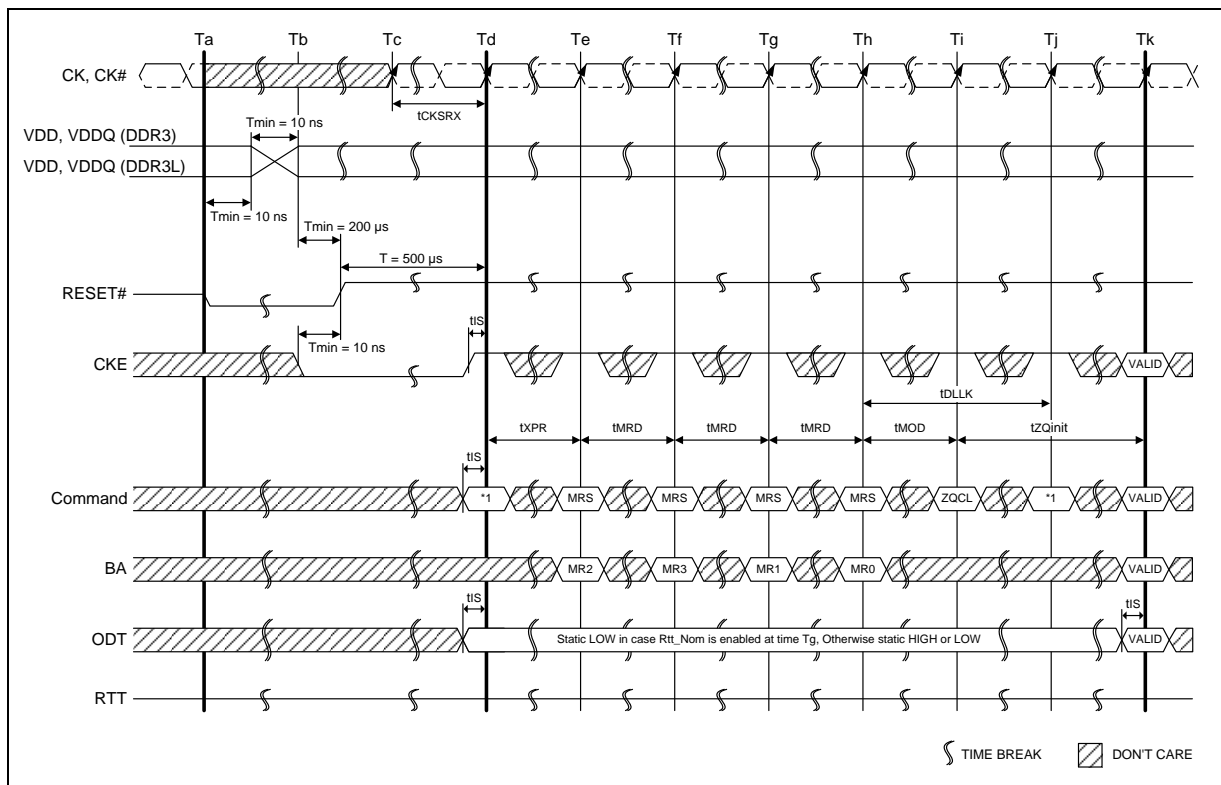 Ta Tb Tc Td Te Tf Tg Th Ti Tj Tk
CK, CK#
tCKSRX
Tmin = 10 ns
VDD, VDDQ (DDR3)
VDD, VDDQ (DDR3L)
Tmin = 10 ns
Tmin = 200 µs
T = 500 µs
RESET#
tIS
Tmin = 10 ns
CKE VALID
tDLLK
tXPR tMRD tMRD tMRD tMOD tZQinit
tIS
Command *1 MRS MRS MRS MRS ZQCL *1 VALID
BA MR2 MR3 MR1 MR0 VALID
tIS tIS
ODT Static LOW in case Rtt_Nom is enabled at time Tg, Otherwise static HIGH or LOW VALID
RTT
TIME BREAK DON'T CARE